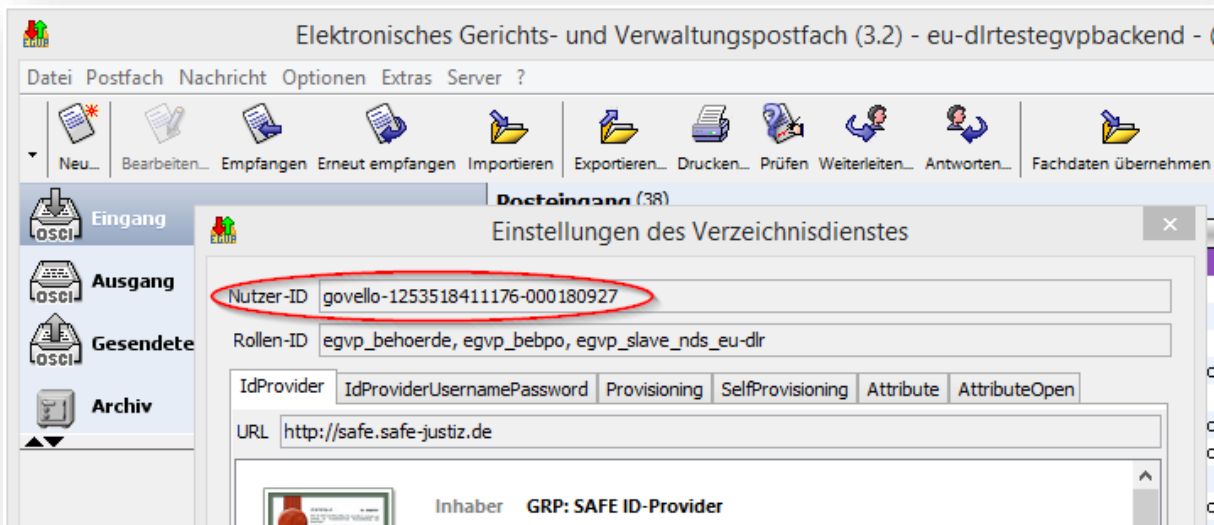 Elektronisches Gerichts- und Verwaltungspostfach (3.2) - eu-dlrtestegvpbackend - (
Datei Postfach Nachricht Optionen Extras Server ?
Neu... Bearbeiten... Empfangen Erneut empfangen Importieren Exportieren... Drucken... Prüfen Weiterleiten... Antworten... Fachdaten übernehmen
OSCI Eingang
Posteingang (38)
EGVP Einstellungen des Verzeichnisdienstes
OSCI Ausgang
Nutzer-ID govello-1253518411176-000180927
OSCI Gesendete
Rollen-ID egvp_behoerde, egvp_bebpo, egvp_slave_nds_eu-dlr
Archiv
IdProvider IdProviderUsernamePassword Provisioning SelfProvisioning Attribute AttributeOpen
URL http://safe.safe-justiz.de
Inhaber GRP: SAFE ID-Provider